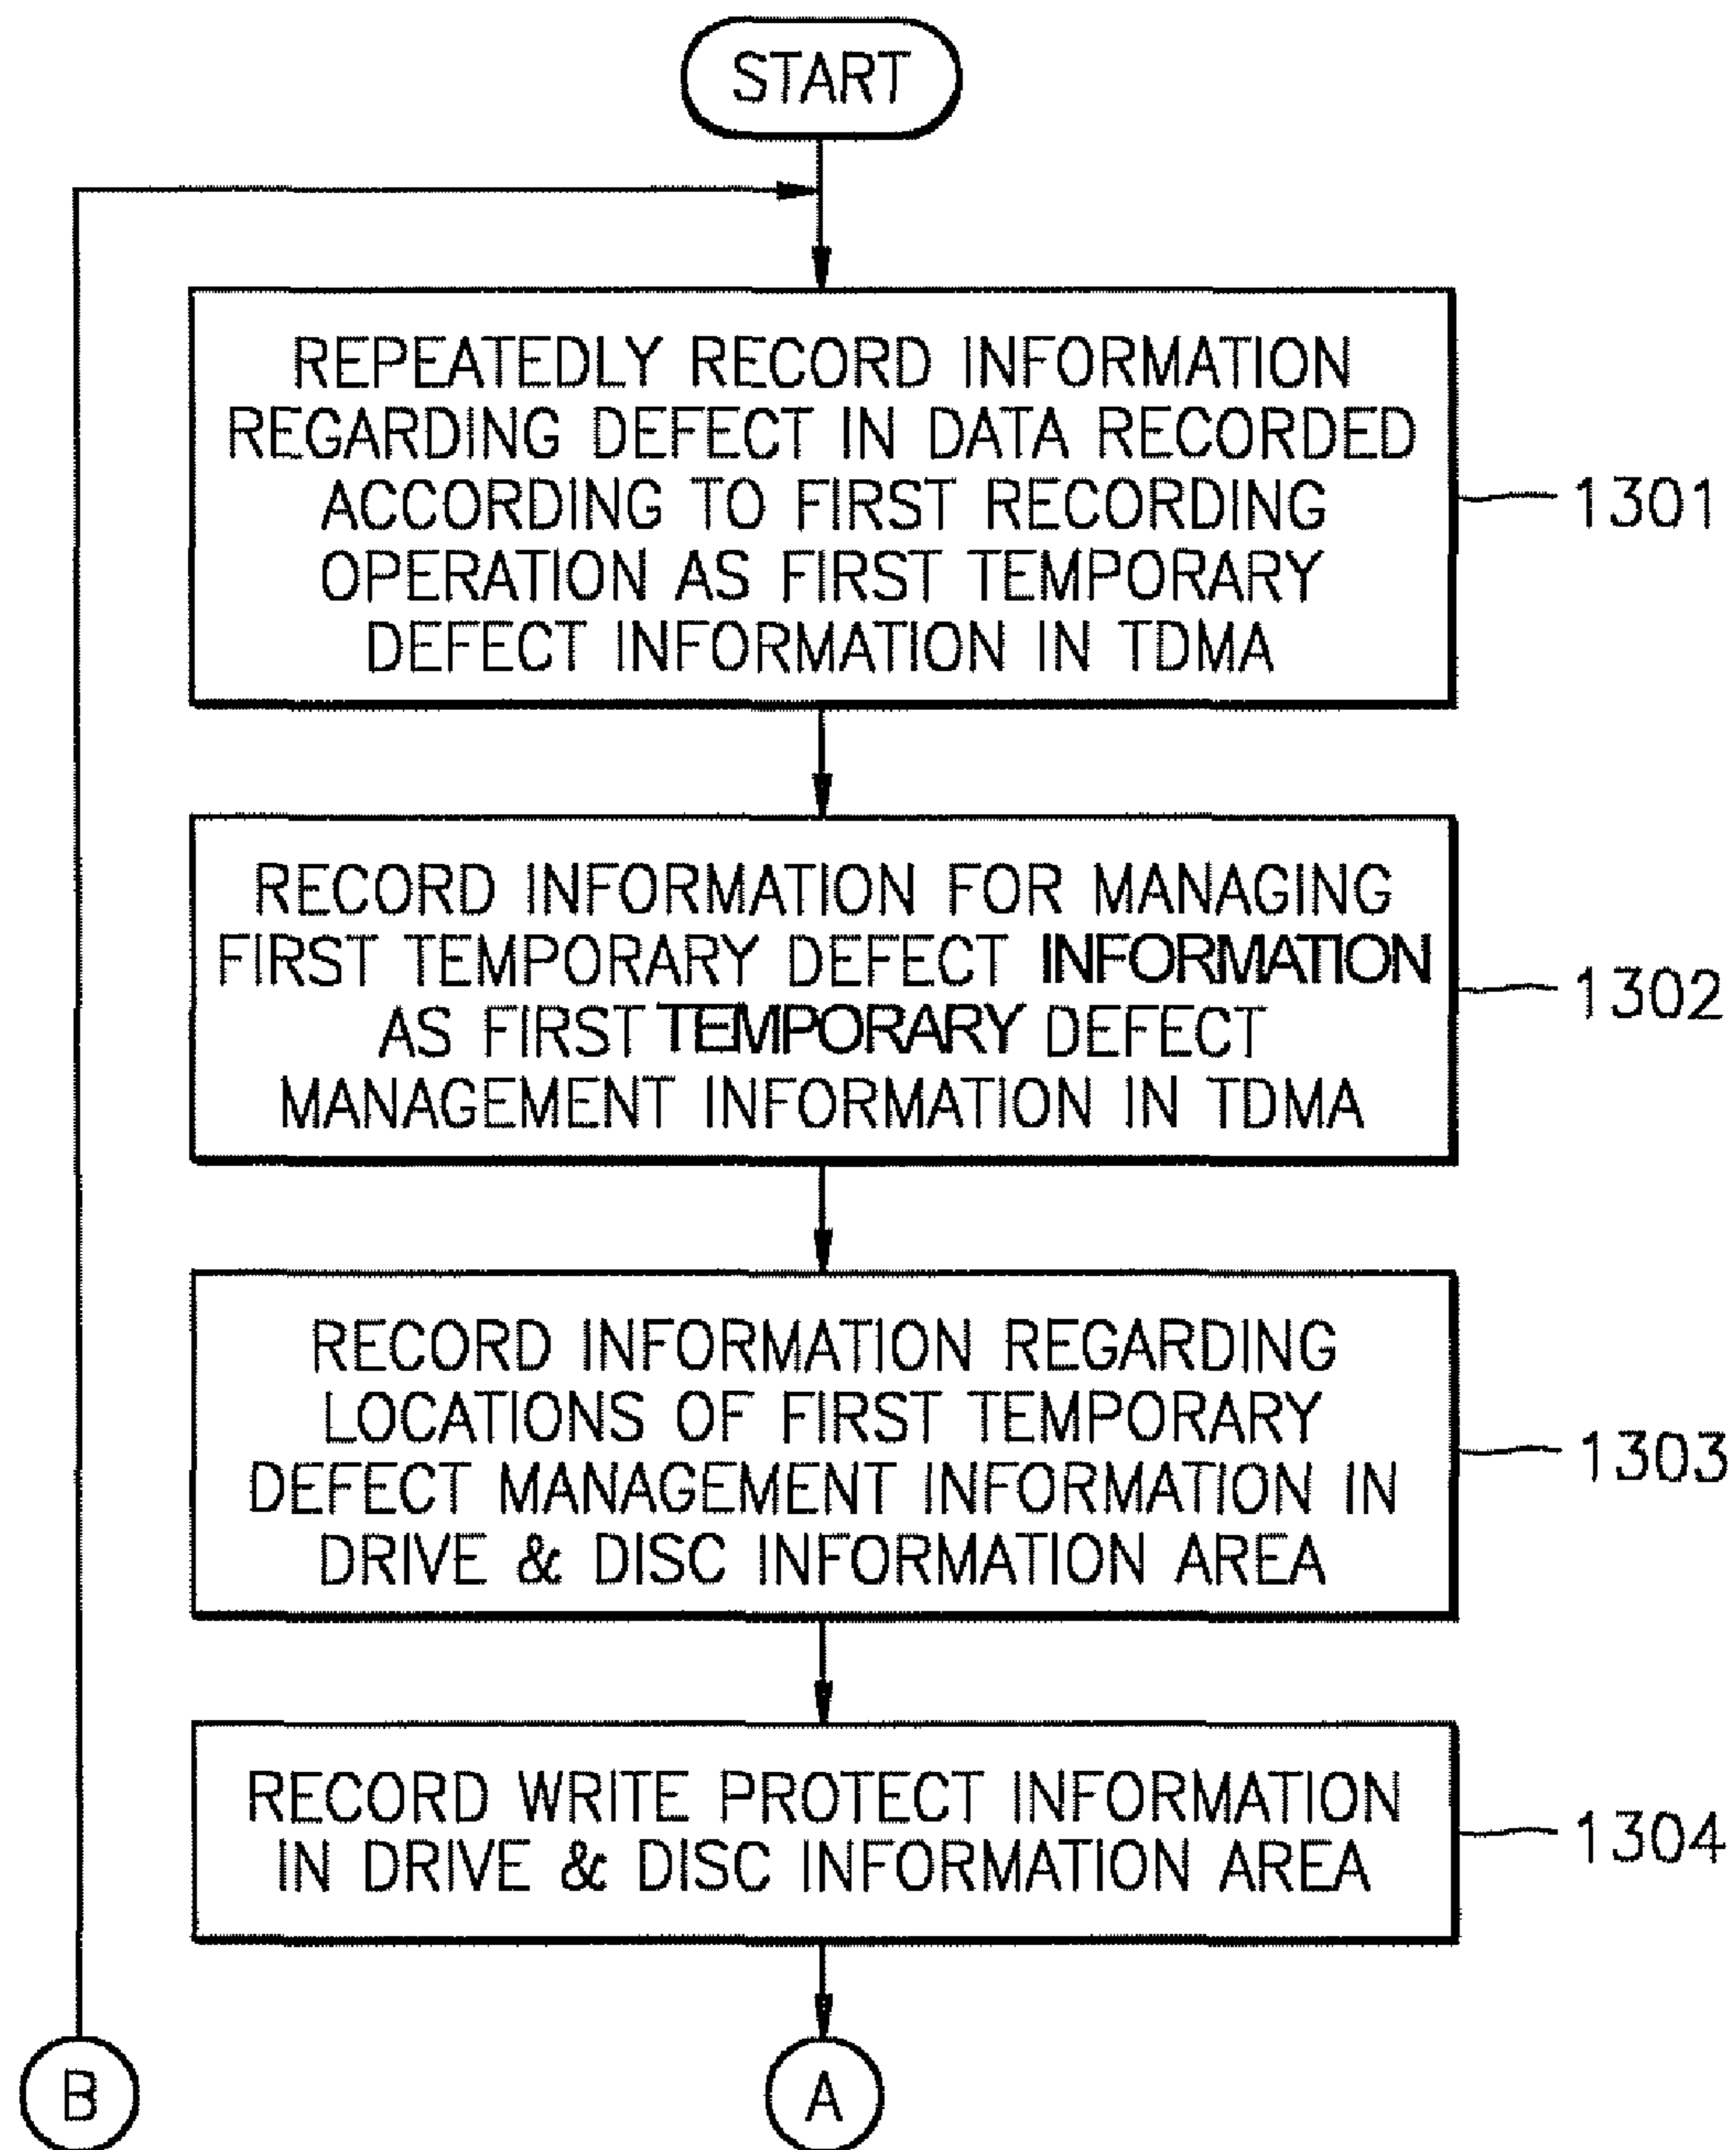 START
REPEATEDLY RECORD INFORMATION
REGARDING DEFECT IN DATA RECORDED
ACCORDING TO FIRST RECORDING
OPERATION AS FIRST TEMPORARY
DEFECT INFORMATION IN TDMA
1301
RECORD INFORMATION FOR MANAGING
FIRST TEMPORARY DEFECT INFORMATION
AS FIRST TEMPORARY DEFECT
MANAGEMENT INFORMATION IN TDMA
1302
RECORD INFORMATION REGARDING
LOCATIONS OF FIRST TEMPORARY
DEFECT MANAGEMENT INFORMATION IN
DRIVE & DISC INFORMATION AREA
1303
RECORD WRITE PROTECT INFORMATION
IN DRIVE & DISC INFORMATION AREA
1304
B
A